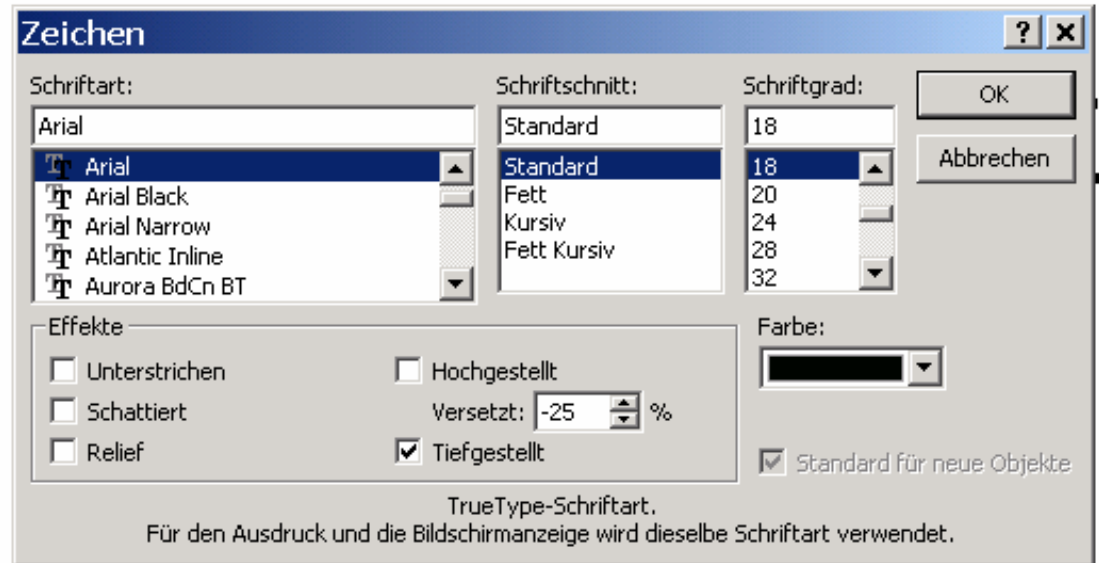 Zeichen
Schriftart:
Arial
Arial
Arial Black
Arial Narrow
Atlantic Inline
Aurora BdCn BT
Schriftschnitt:
Standard
Standard
Fett
Kursiv
Fett Kursiv
Schriftgrad:
18
18
20
24
28
32
OK
Abbrechen
Effekte
Unterstrichen
Schattiert
Relief
Hochgestellt
Versetzt: -25 %
Tiefgestellt
Farbe:
Standard für neue Objekte
TrueType-Schriftart.
Für den Ausdruck und die Bildschirmanzeige wird dieselbe Schriftart verwendet.